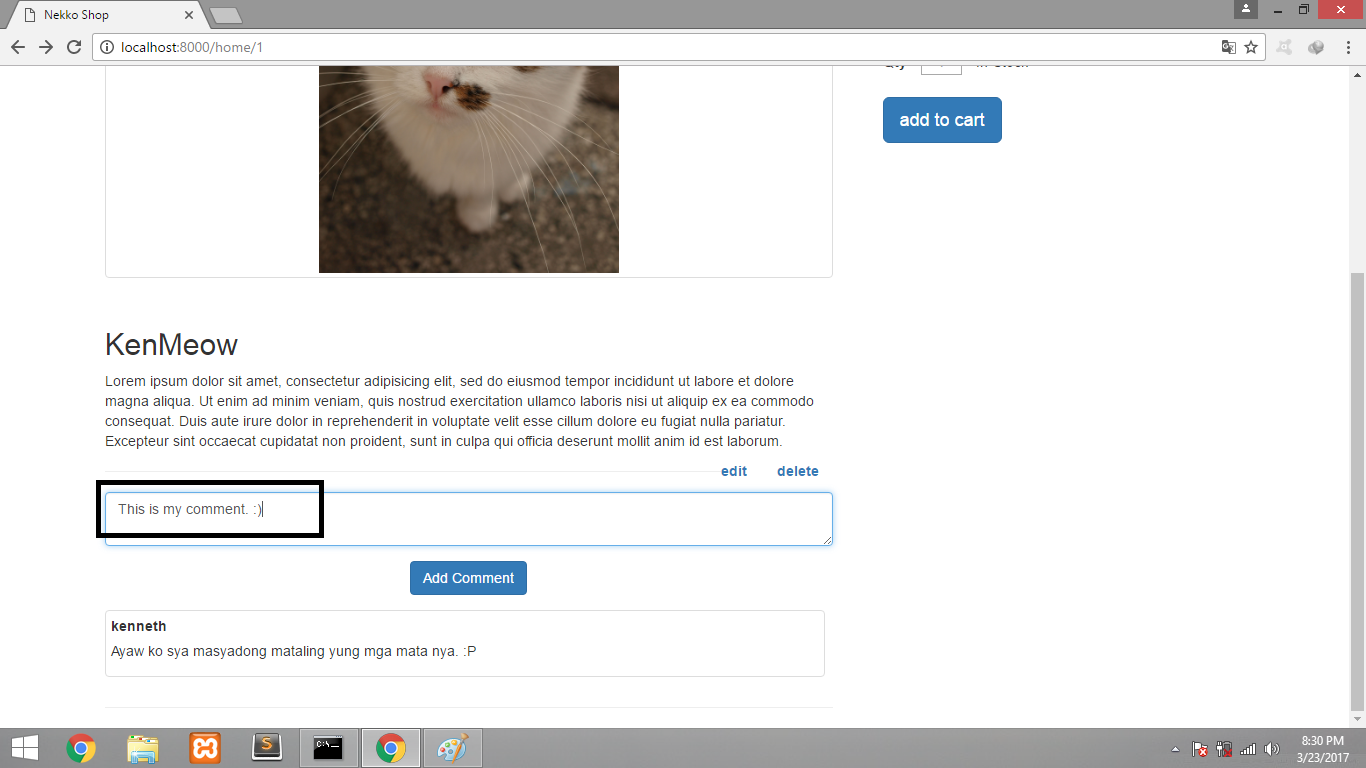 Nekko Shop
localhost:8000/home/1
add to cart
KenMeow
Lorem ipsum dolor sit amet, consectetur adipisicing elit, sed do eiusmod tempor incididunt ut labore et dolore
magna aliqua. Ut enim ad minim veniam, quis nostrud exercitation ullamco laboris nisi ut aliquip ex ea commodo
consequat. Duis aute irure dolor in reprehenderit in voluptate velit esse cillum dolore eu fugiat nulla pariatur.
Excepteur sint occaecat cupidatat non proident, sunt in culpa qui officia deserunt mollit anim id est laborum.
edit delete
This is my comment. :)
Add Comment
kenneth
Ayaw ko sya masyadong mataling yung mga mata nya. :P
C:\_
8:30 PM
3/23/2017